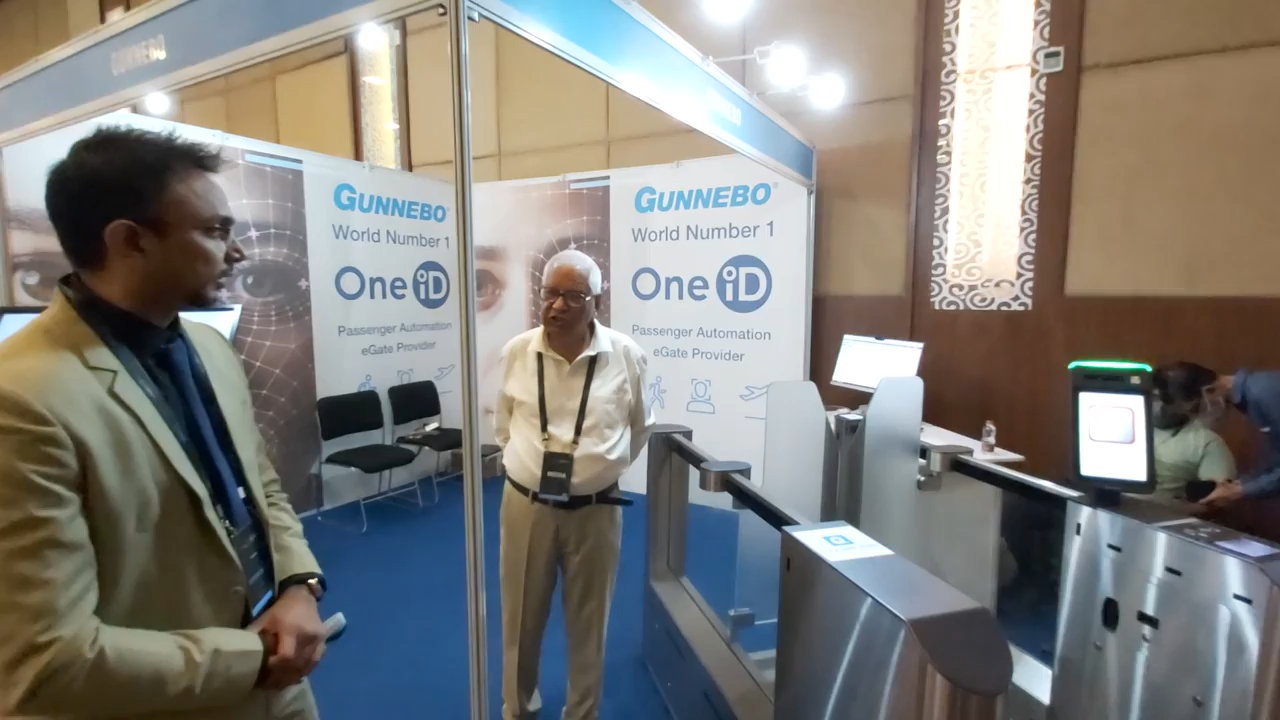 GUNNEBO
GUNNEBO
World Number 1
One iD
Passenger Automation
eGate Provider
GUNNEBO
World Number 1
One iD
Passenger Automation
eGate Provider